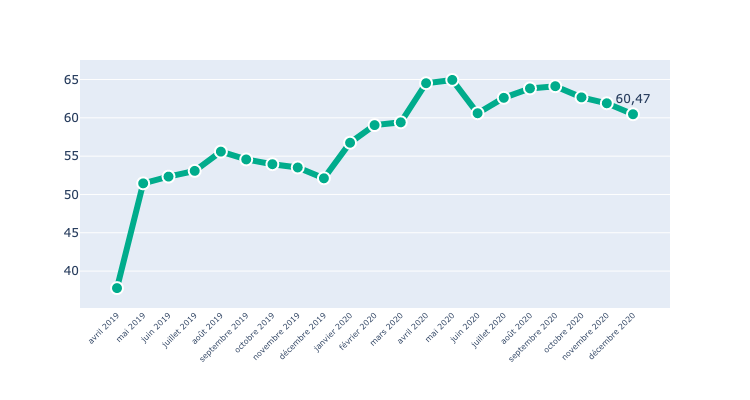 65
60
55
50
45
40
60,47
avril 2019
mai 2019
juin 2019
juillet 2019
août 2019
septembre 2019
octobre 2019
novembre 2019
décembre 2019
janvier 2020
février 2020
mars 2020
avril 2020
mai 2020
juin 2020
juillet 2020
août 2020
septembre 2020
octobre 2020
novembre 2020
décembre 2020